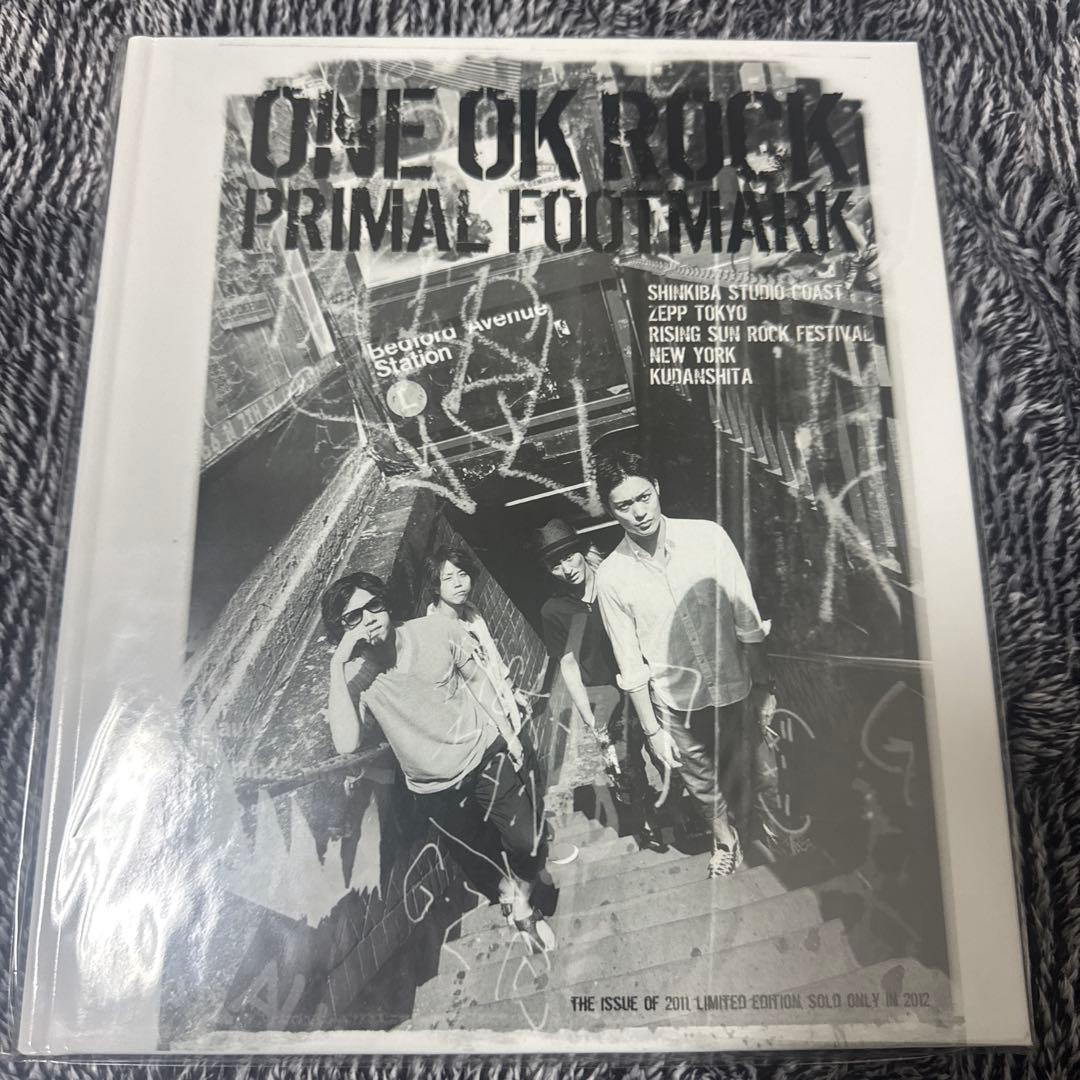 ONE OK ROCK
PRIMAL FOOTMARK
SHINKIBA STUDIO COAST
ZEPP TOKYO
RISING SUN ROCK FESTIVAL
NEW YORK
KUDANSHITA
Bedford Avenue
Station
L
THE ISSUE OF 2011, LIMITED EDITION, SOLD ONLY IN 2012